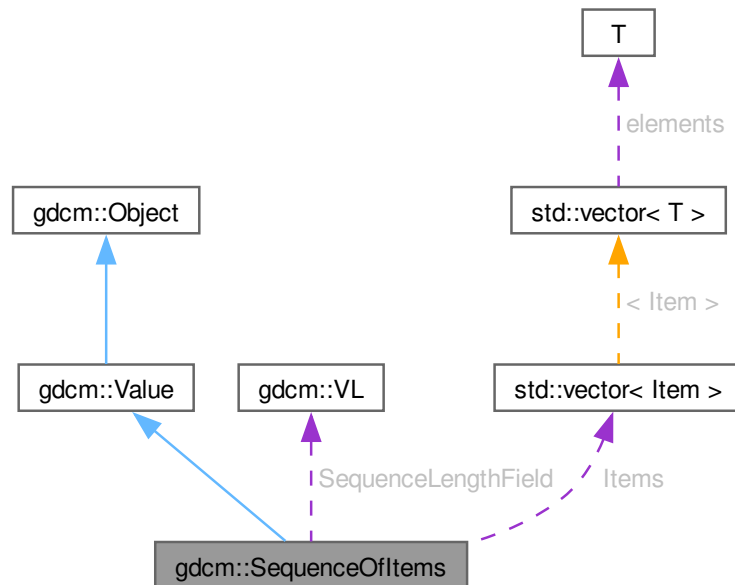 T
elements
gdcm::Object
std::vector< T >
< Item >
gdcm::Value
gdcm::VL
std::vector< Item >
SequenceLengthField
Items
gdcm::SequenceOfItems